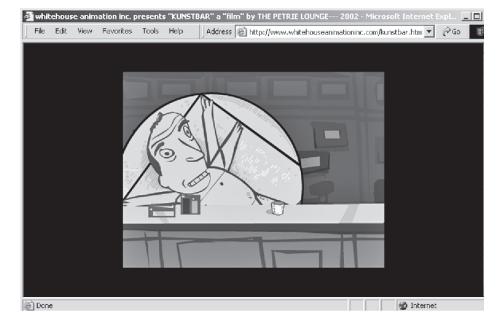 whitehouse animation inc. presents "KUNSTBAR" a "film" by THE PETRIE LOUNGE--- 2002 - Microsoft Internet Expl...
File Edit View Favorites Tools Help Address http://www.whitehouseanimationinc.com/kunstbar.htm Go
Done Internet